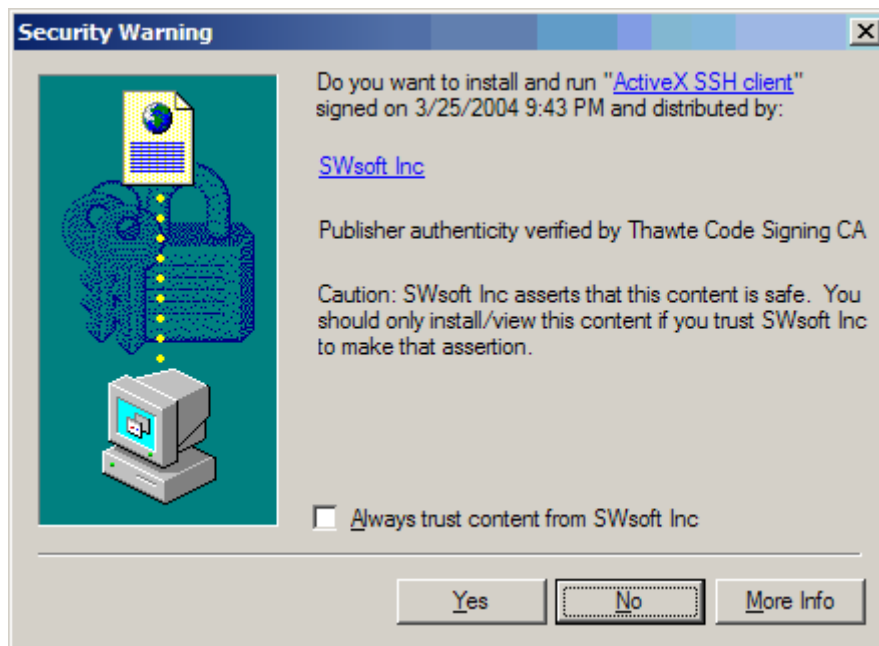 Security Warning
Do you want to install and run "ActiveX SSH client"
signed on 3/25/2004 9:43 PM and distributed by:
SWsoft Inc
Publisher authenticity verified by Thawte Code Signing CA
Caution: SWsoft Inc asserts that this content is safe.  You
should only install/view this content if you trust SWsoft Inc
to make that assertion.
Always trust content from SWsoft Inc
Yes No More Info